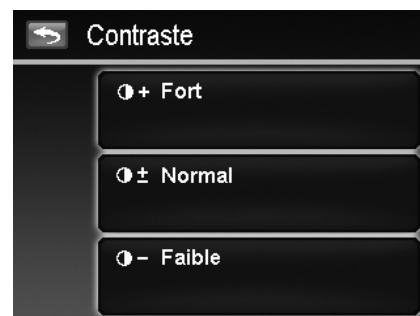 Contraste
+ Fort
± Normal
− Faible